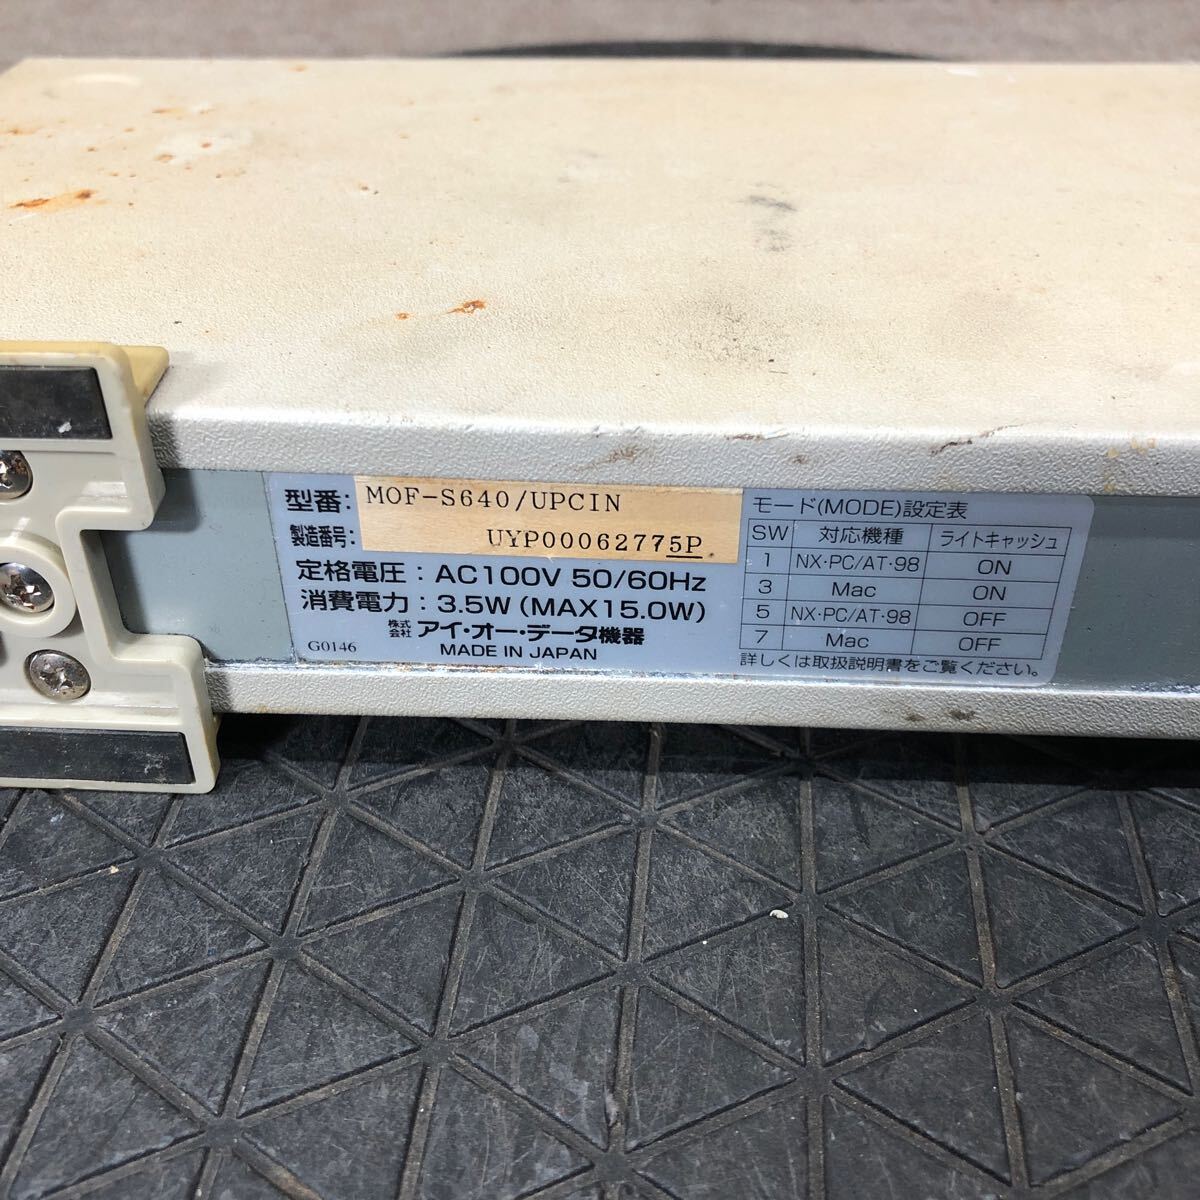 型番: MOF-S640/UPCIN
製造番号: UYP00062775P
定格電圧 : AC100V 50/60Hz
消費電力 : 3.5W (MAX15.0W)
株式会社 アイ・オー・データ機器
G0146 MADE IN JAPAN
モード(MODE)設定表
SW 対応機種 ライトキャッシュ
1 NX・PC/AT・98 ON
3 Mac ON
5 NX・PC/AT・98 OFF
7 Mac OFF
詳しくは取扱説明書をご覧ください。